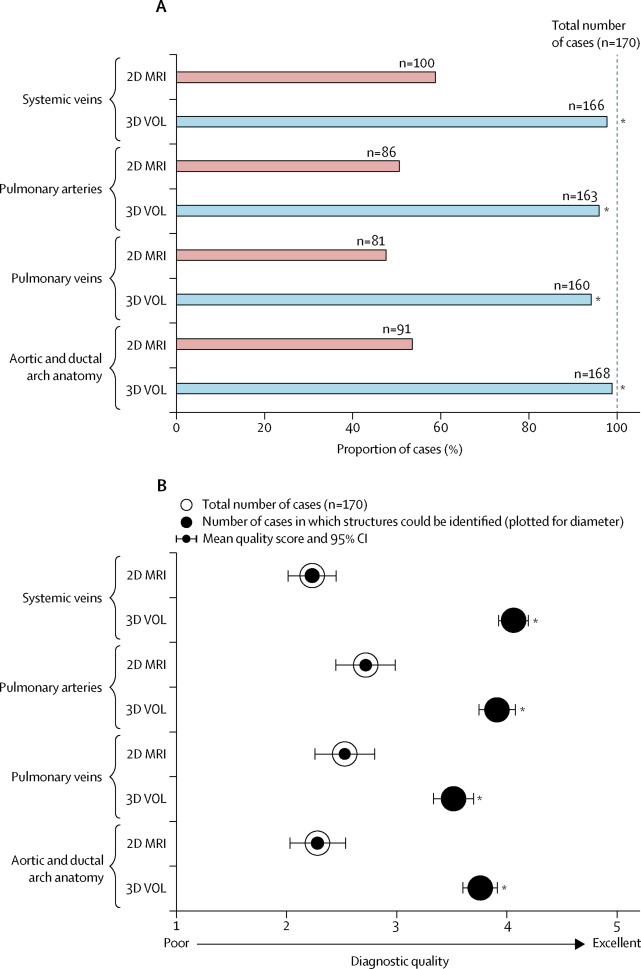 A
Total number
of cases (n=170)
Systemic veins
2D MRI
n=100
3D VOL
n=166
*
Pulmonary arteries
2D MRI
n=86
3D VOL
n=163
*
Pulmonary veins
2D MRI
n=81
3D VOL
n=160
*
Aortic and ductal
arch anatomy
2D MRI
n=91
3D VOL
n=168
*
0 20 40 60 80 100
Proportion of cases (%)
B
Total number of cases (n=170)
Number of cases in which structures could be identified (plotted for diameter)
Mean quality score and 95% CI
Systemic veins
2D MRI
3D VOL
*
Pulmonary arteries
2D MRI
3D VOL
*
Pulmonary veins
2D MRI
3D VOL
*
Aortic and ductal
arch anatomy
2D MRI
3D VOL
*
1 2 3 4 5
Poor Excellent
Diagnostic quality